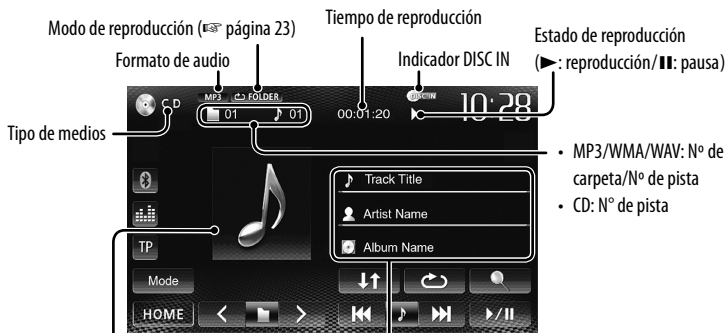 Modo de reproducción (☞ página 23)
Tiempo de reproducción
Estado de reproducción
(►: reproducción/❚❚: pausa)
Formato de audio
Indicador DISC IN
Tipo de medios
CD
MP3 FOLDER
01 01
00:01:20
DISC IN
10:28
• MP3/WMA/WAV: Nº de
carpeta/Nº de pista
• CD: N° de pista
Track Title
Artist Name
Album Name
TP
Mode
HOME